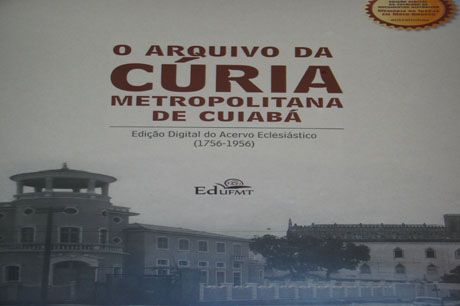 O ARQUIVO DA
CÚRIA
METROPOLITANA
DE CUIABÁ
Edição Digital do Acervo Eclesiástico
(1756-1956)
EdUFMT